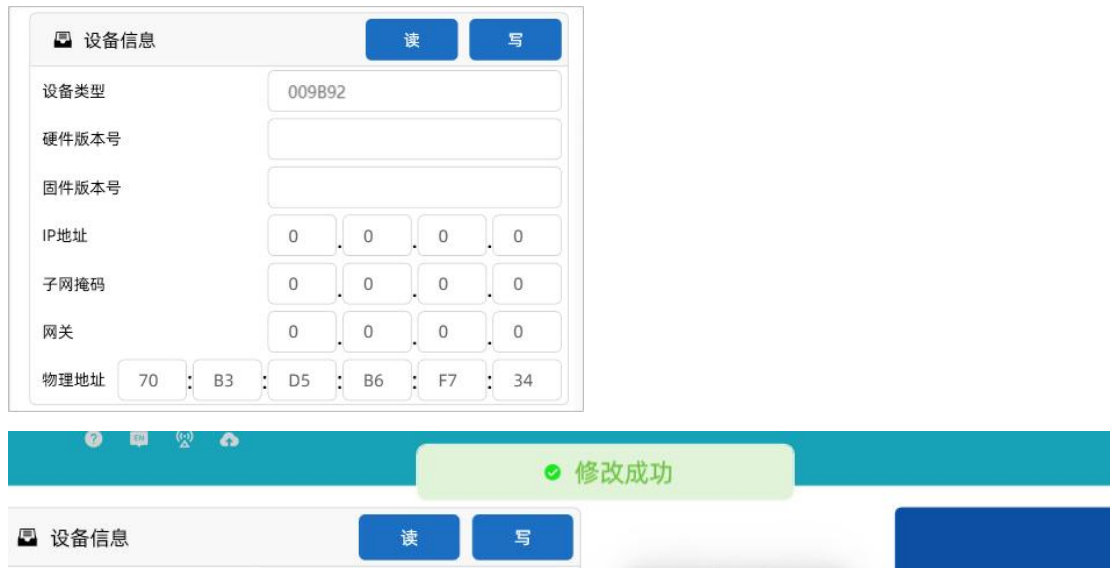 设备信息 读 写
设备类型 009B92
硬件版本号
固件版本号
IP地址 0 . 0 . 0 . 0
子网掩码 0 . 0 . 0 . 0
网关 0 . 0 . 0 . 0
物理地址 70 : B3 : D5 : B6 : F7 : 34
? EN
修改成功
设备信息 读 写